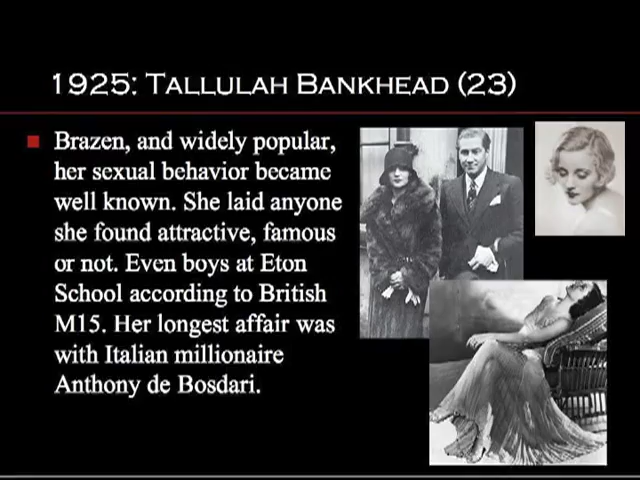 1925: TALLULAH BANKHEAD (23)
Brazen, and widely popular,
her sexual behavior became
well known. She laid anyone
she found attractive, famous
or not. Even boys at Eton
School according to British
M15. Her longest affair was
with Italian millionaire
Anthony de Bosdari.